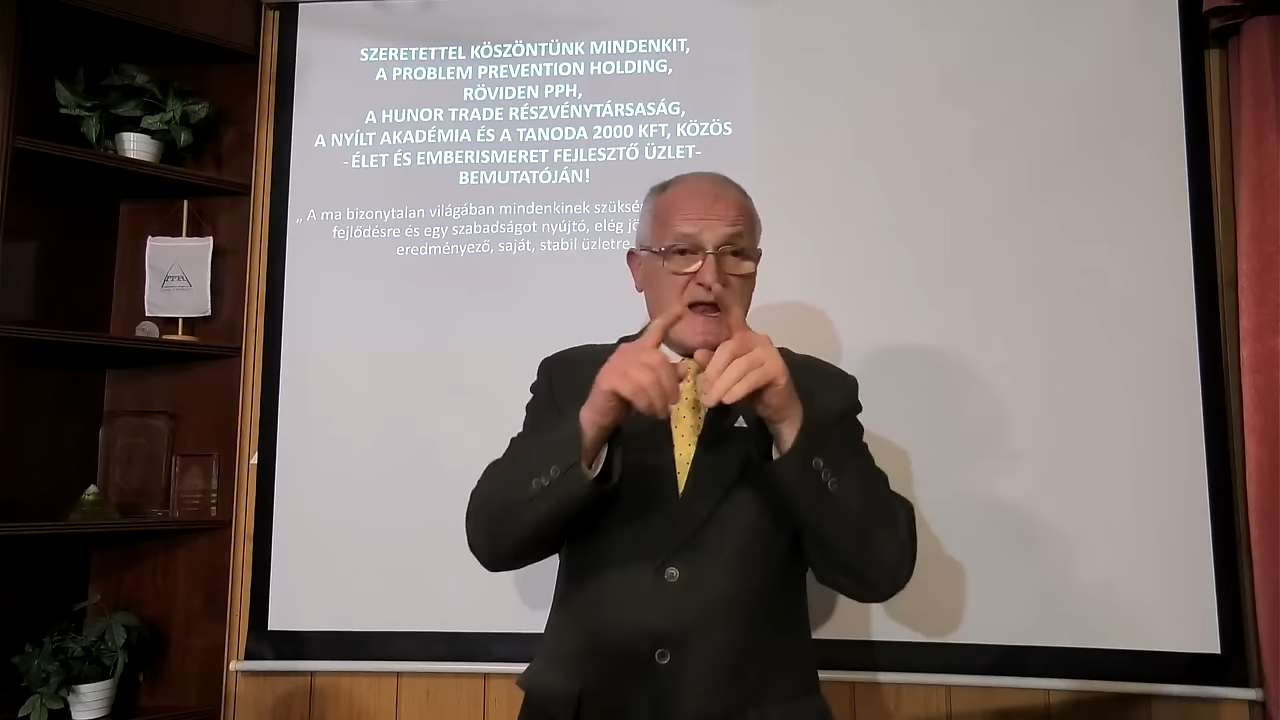 SZERETETTEL KÖSZÖNTÜNK MINDENKIT,
A PROBLEM PREVENTION HOLDING,
RÖVIDEN PPH,
A HUNOR TRADE RÉSZVÉNYTÁRSASÁG,
A NYÍLT AKADÉMIA ÉS A TANODA 2000 KFT, KÖZÖS
- ÉLET ÉS EMBERISMERET FEJLESZTŐ ÜZLET-
BEMUTATÓJÁN!
„ A ma bizonytalan világában mindenkinek
fejlődésre és egy szabadságot nyújtó, elég
eredményező, saját, stabil üzletre